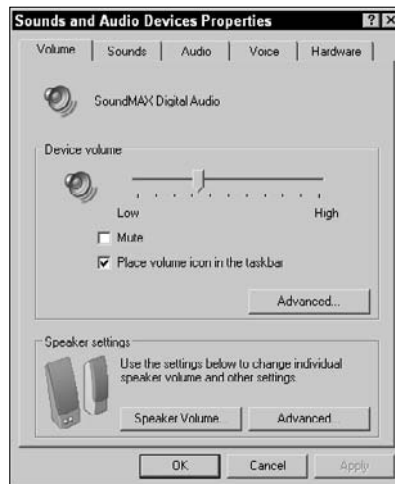 Sounds and Audio Devices Properties
Volume Sounds Audio Voice Hardware
SoundMAX Digital Audio
Device volume
Low High
Mute
Place volume icon in the taskbar
Advanced...
Speaker settings
Use the settings below to change individual
speaker volume and other settings.
Speaker Volume... Advanced...
OK Cancel Apply